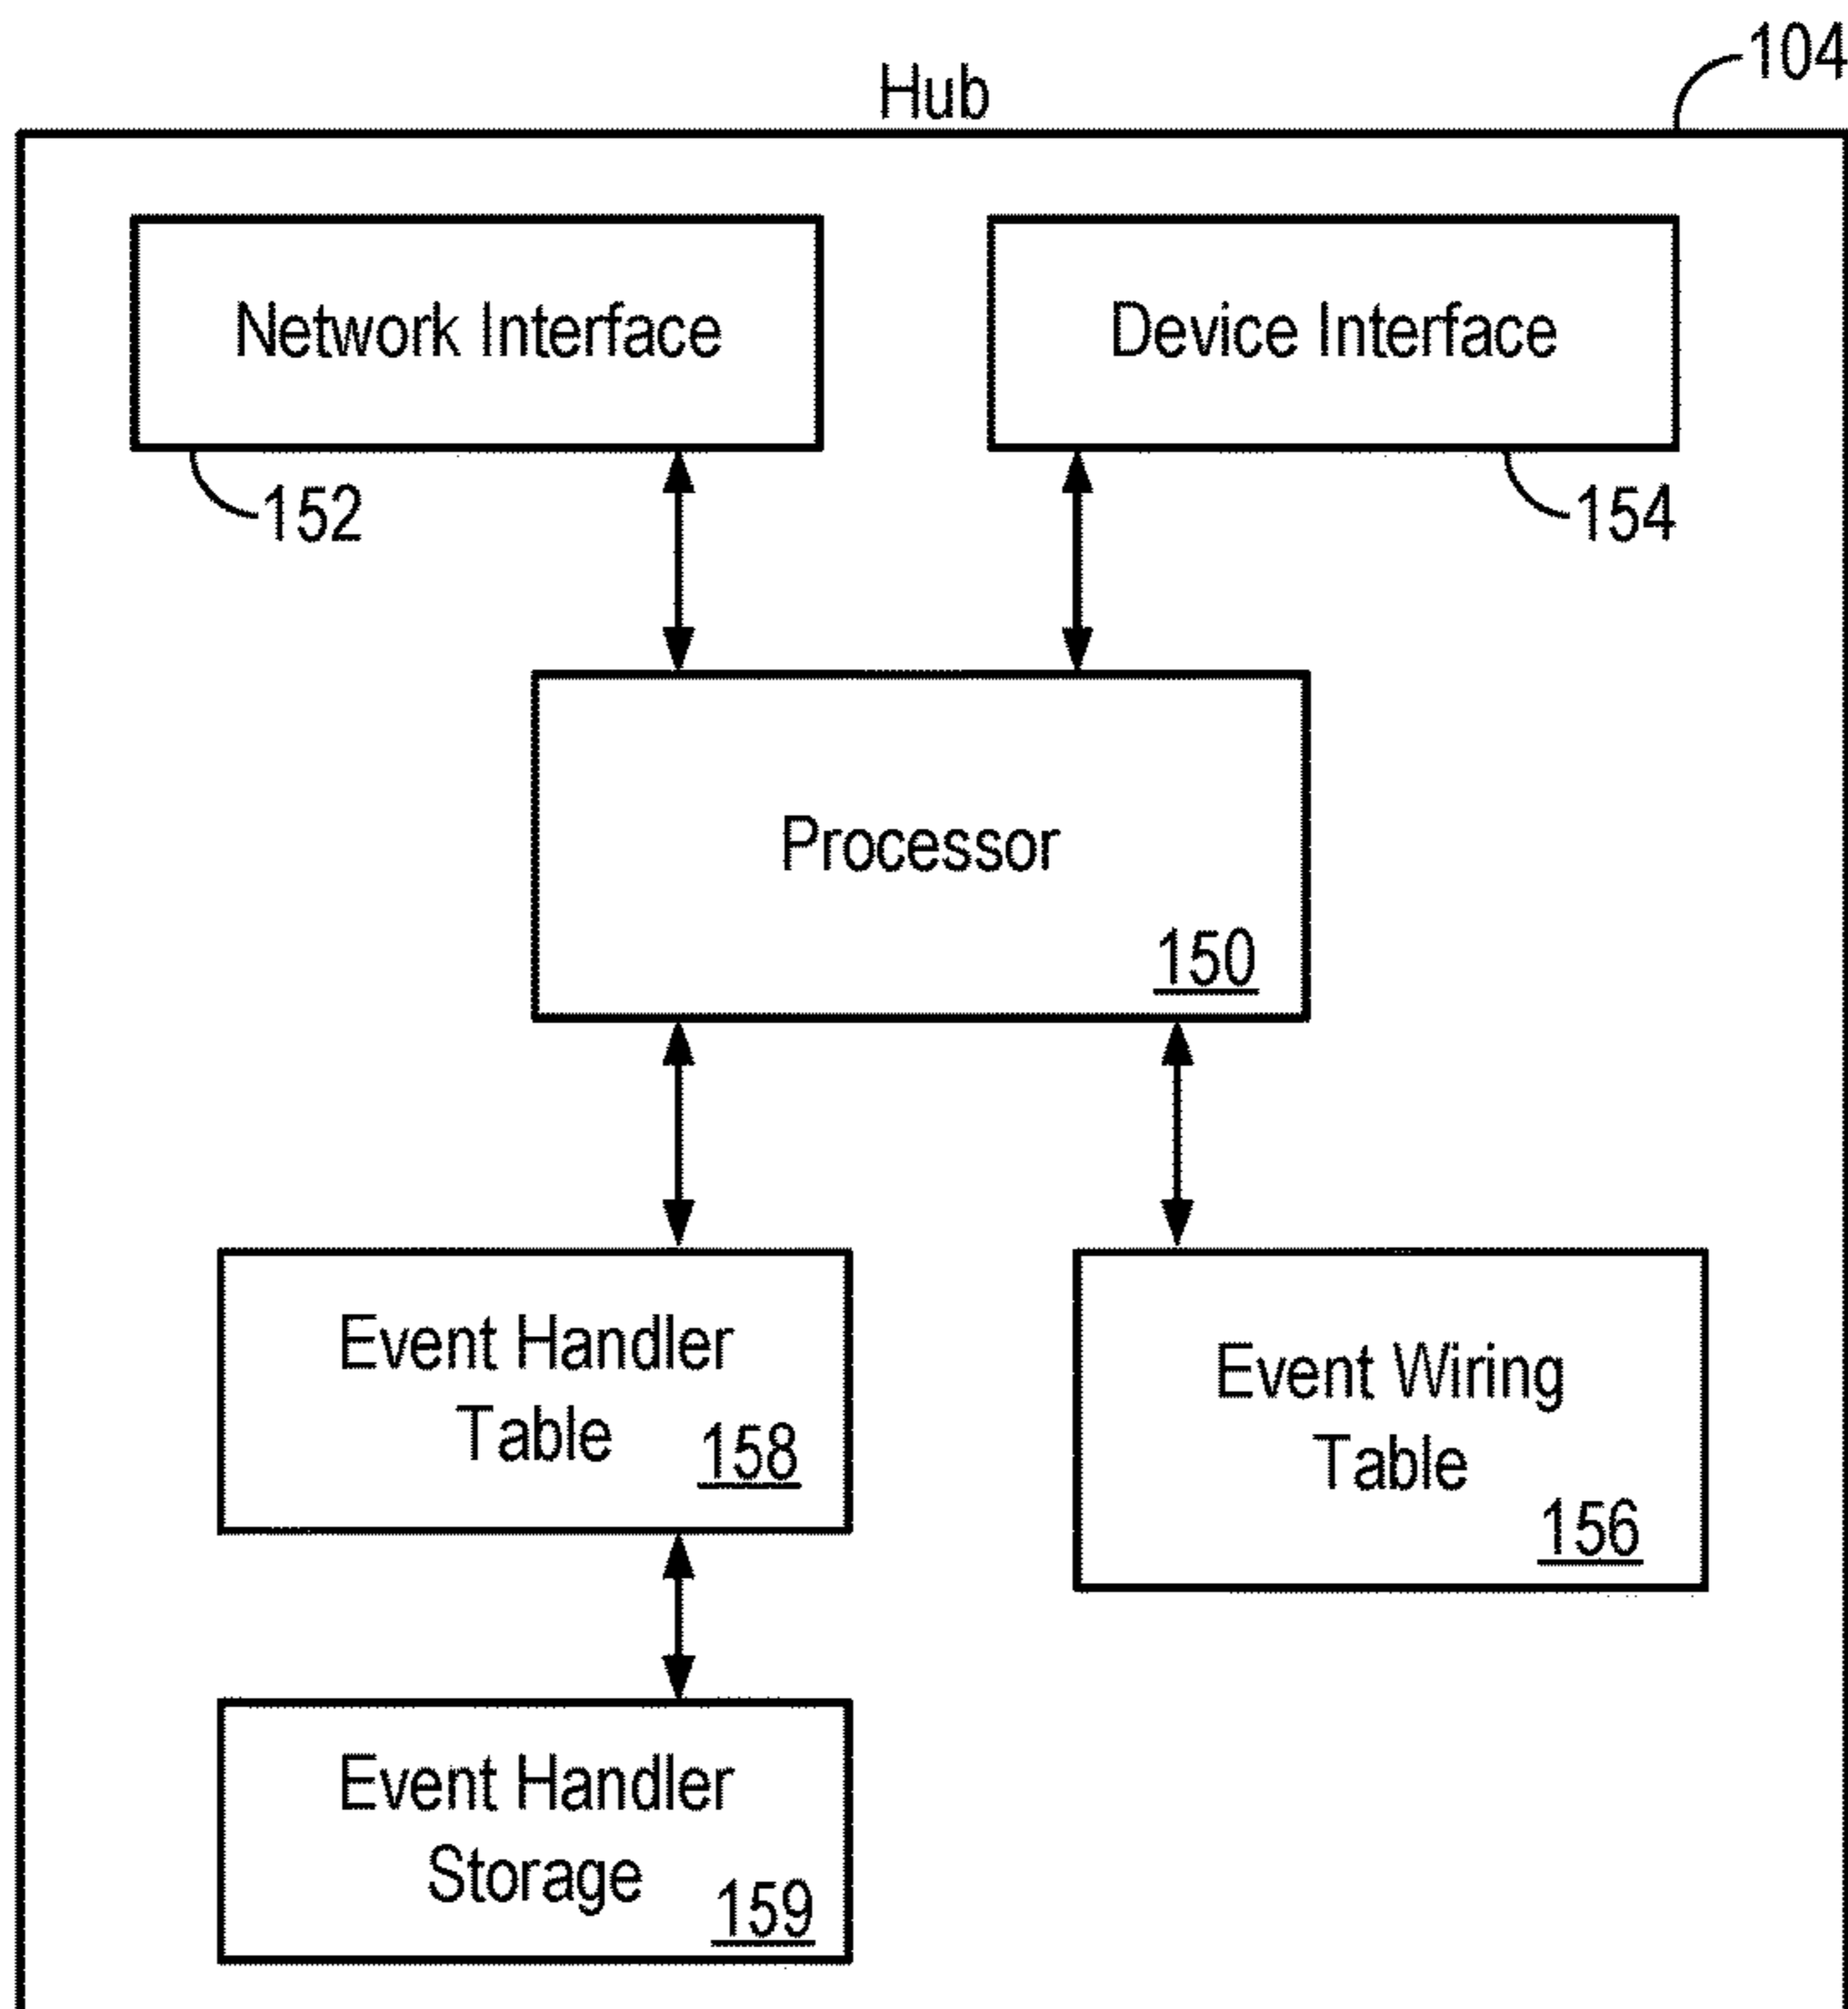 104
Hub
Network Interface
Device Interface
152
154
Processor
150
Event Handler
Table
158
Event Wiring
Table
156
Event Handler
Storage
159